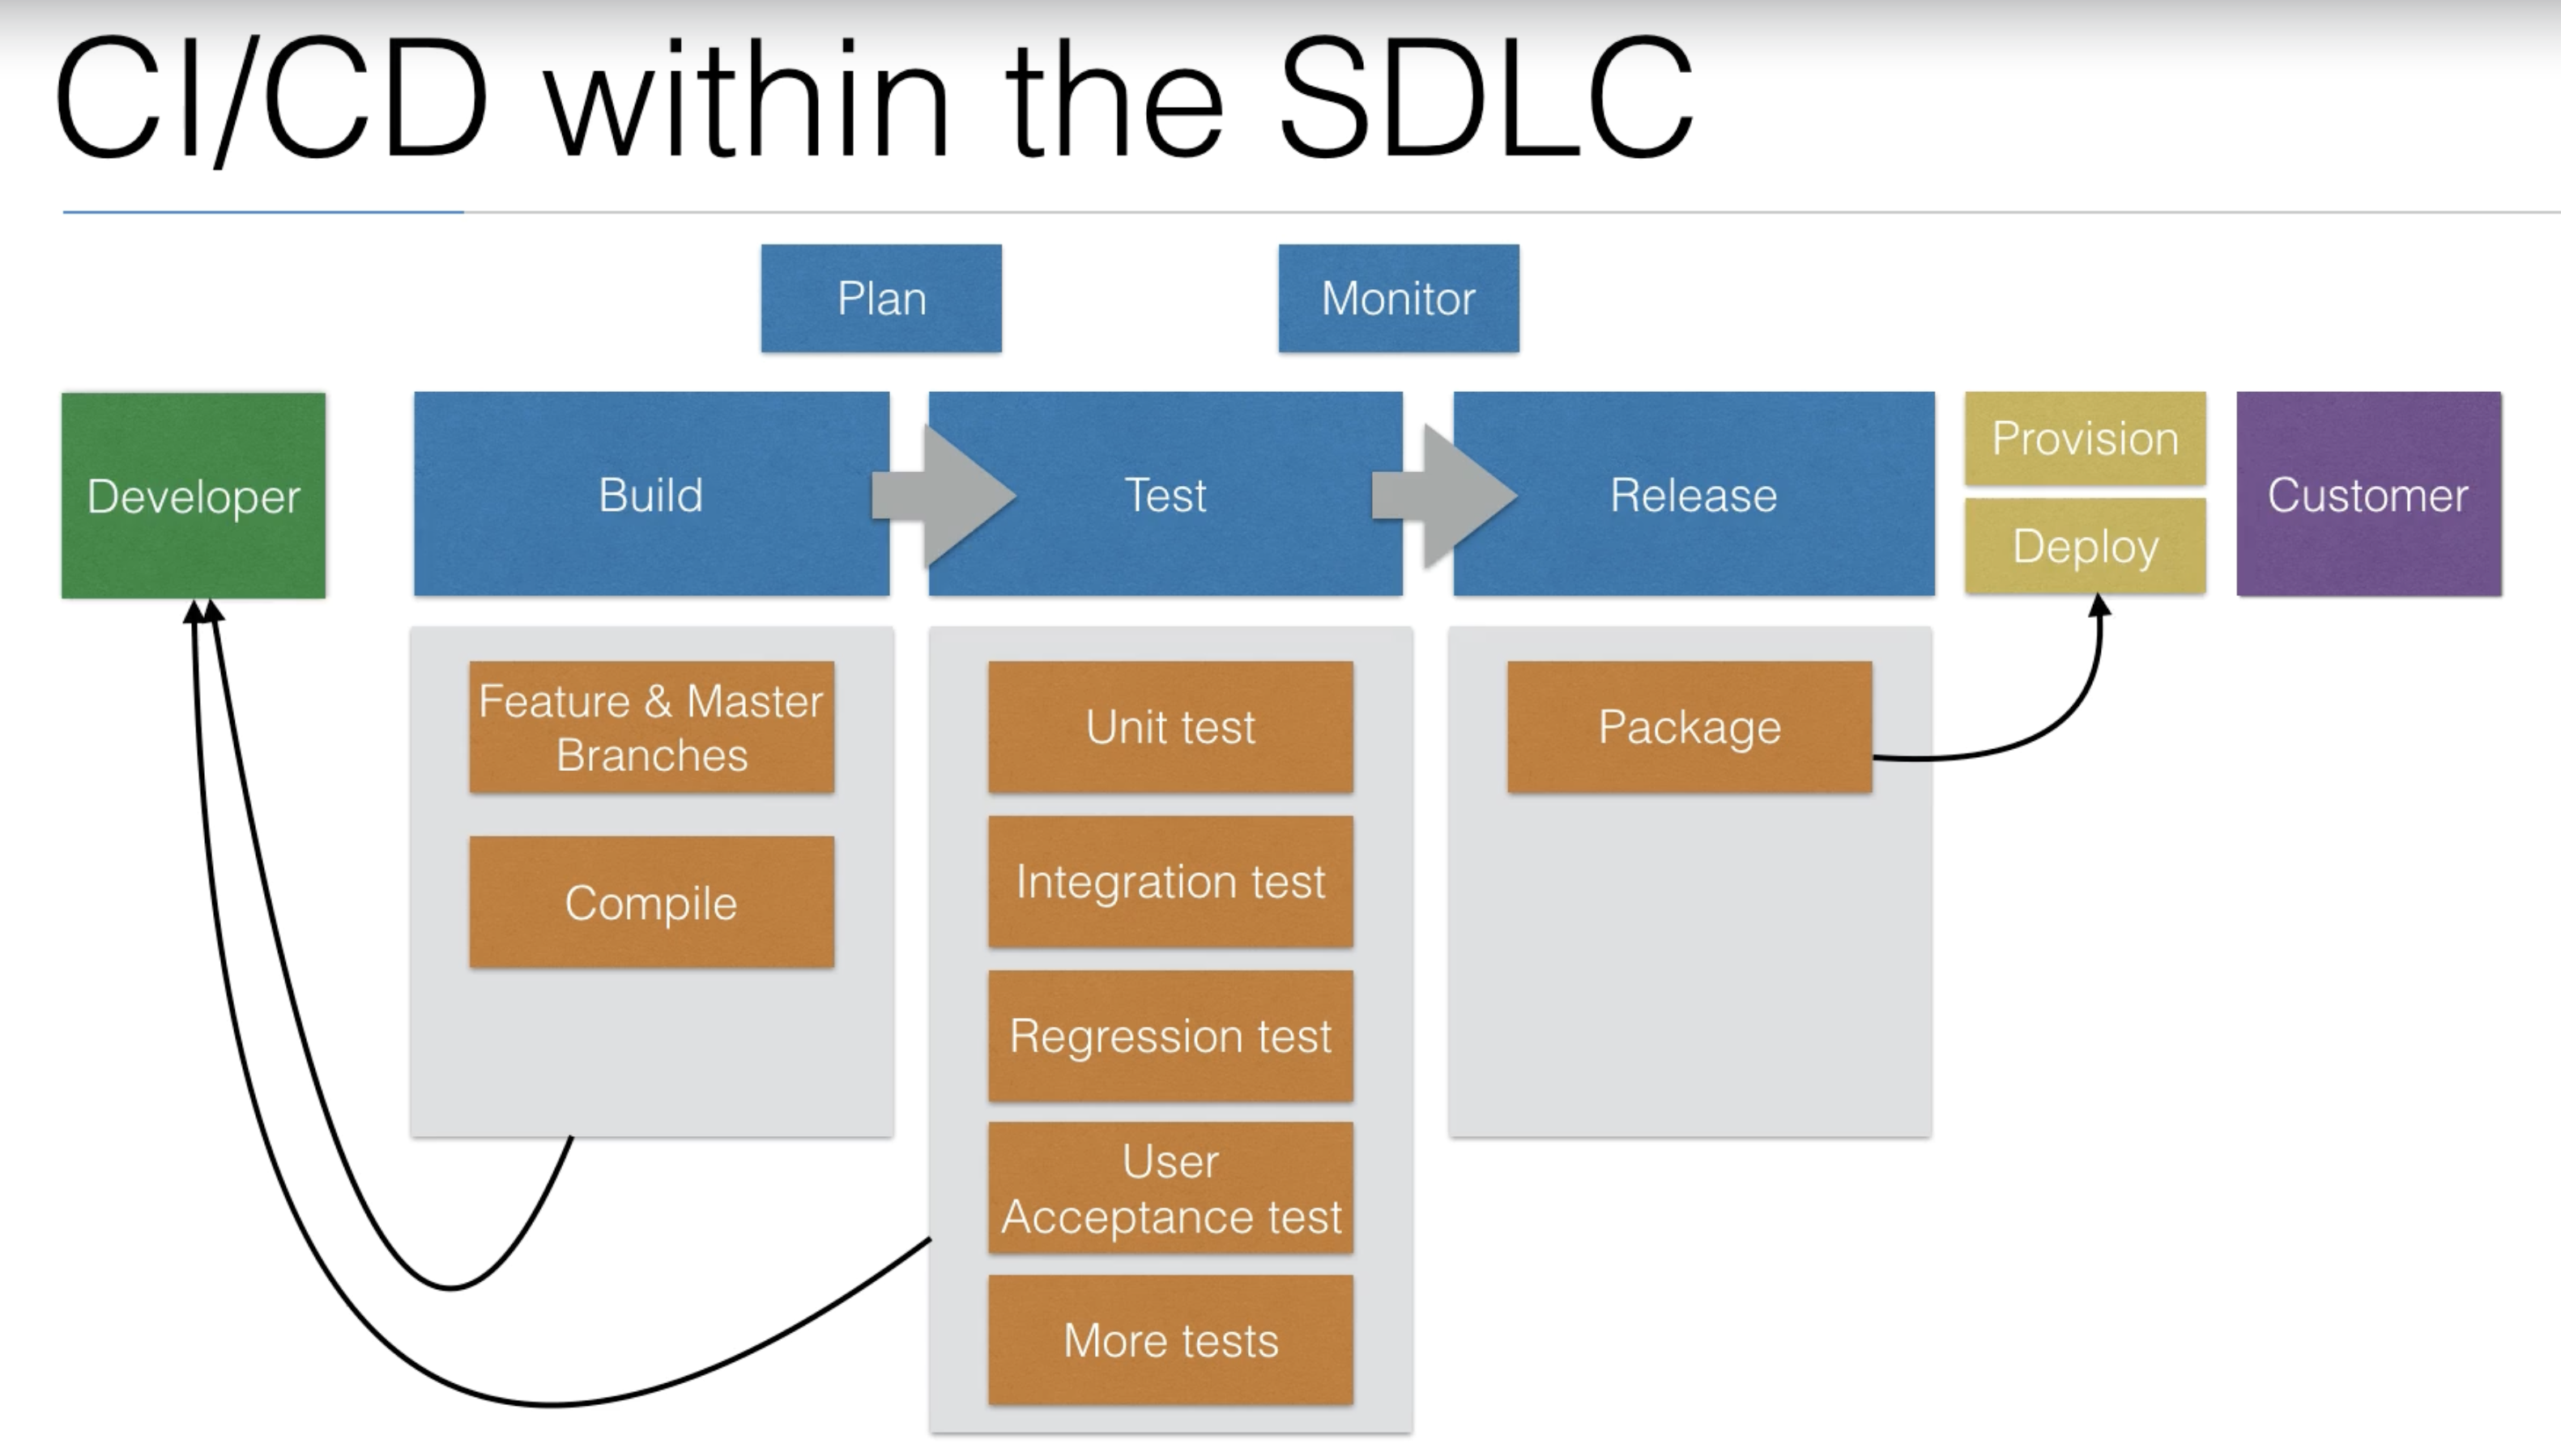 CI/CD within the SDLC
Plan
Monitor
Developer
Build
Test
Release
Provision
Deploy
Customer
Feature & Master
Branches
Compile
Unit test
Integration test
Regression test
User
Acceptance test
More tests
Package